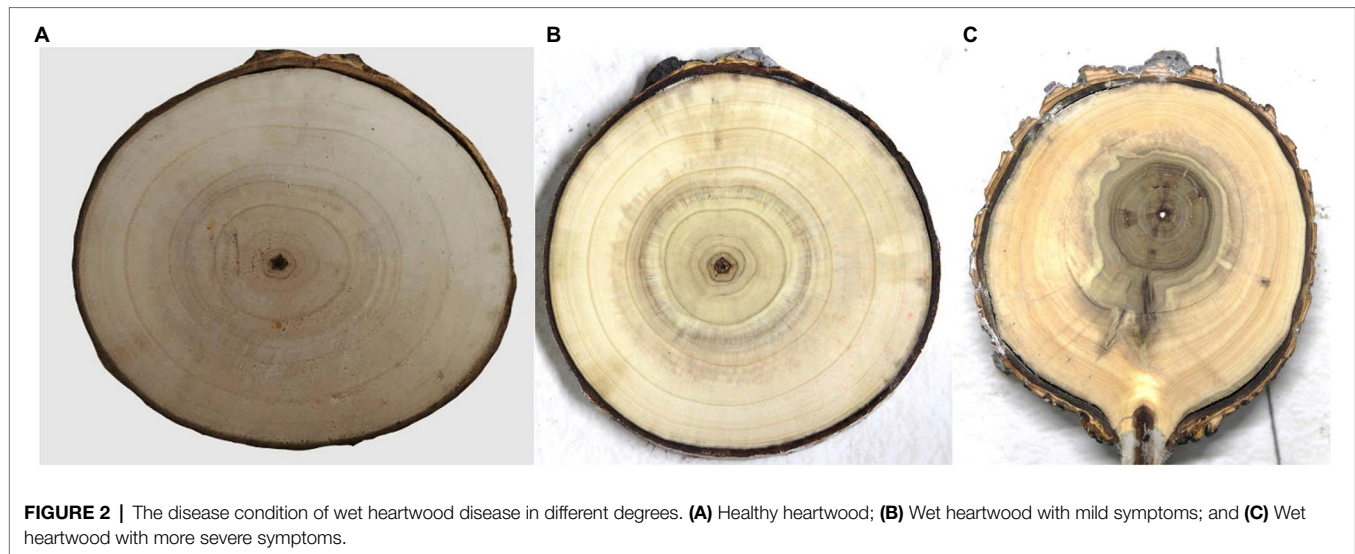 A
B
C
FIGURE 2 | The disease condition of wet heartwood disease in different degrees. (A) Healthy heartwood; (B) Wet heartwood with mild symptoms; and (C) Wet
heartwood with more severe symptoms.